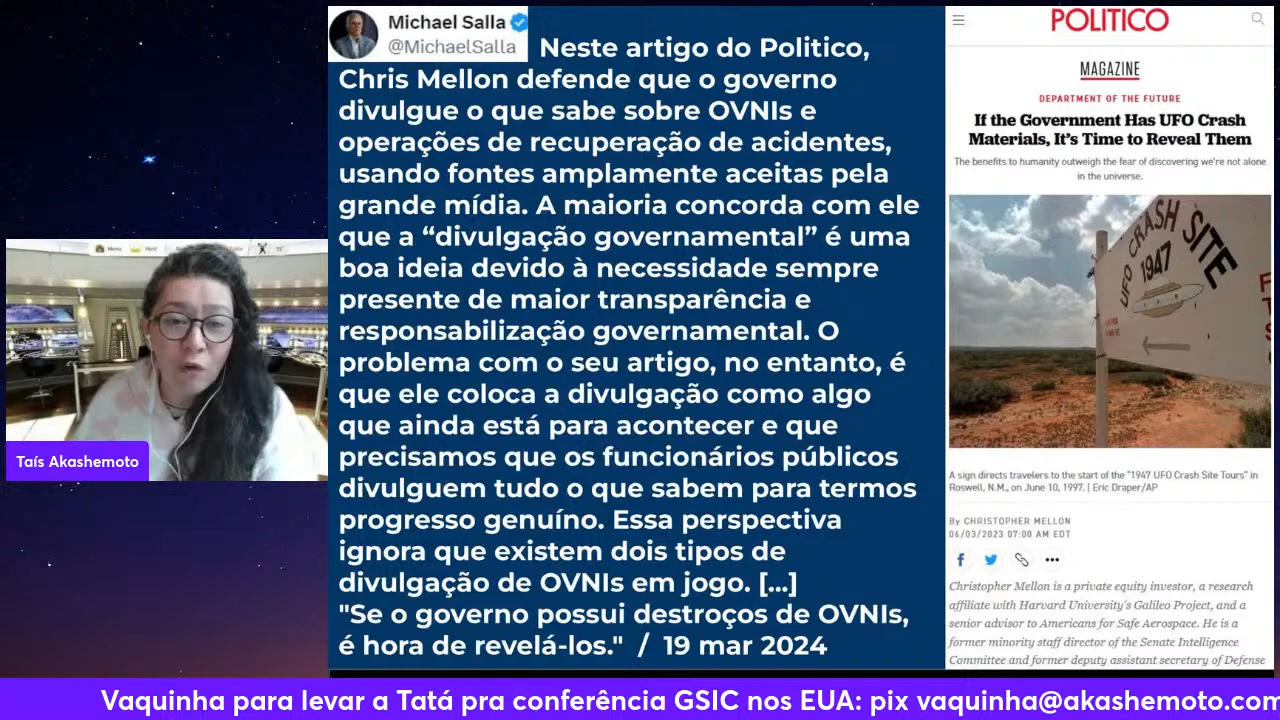 Michael Salla
@MichaelSalla
Neste artigo do Politico,
Chris Mellon defende que o governo
divulgue o que sabe sobre OVNIs e
operações de recuperação de acidentes,
usando fontes amplamente aceitas pela
grande mídia. A maioria concorda com ele
que a “divulgação governamental” é uma
boa ideia devido à necessidade sempre
presente de maior transparência e
responsabilização governamental. O
problema com o seu artigo, no entanto, é
que ele coloca a divulgação como algo
que ainda está para acontecer e que
precisamos que os funcionários públicos
divulguem tudo o que sabem para termos
progresso genuíno. Essa perspectiva
ignora que existem dois tipos de
divulgação de OVNIs em jogo. [...]
"Se o governo possui destroços de OVNIs,
é hora de revelá-los." / 19 mar 2024
POLITICO
MAGAZINE
DEPARTMENT OF THE FUTURE
If the Government Has UFO Crash
Materials, It’s Time to Reveal Them
The benefits to humanity outweigh the fear of discovering we're not alone
in the universe.
UFO CRASH SITE
1947
A sign directs travelers to the start of the "1947 UFO Crash Site Tours" in
Roswell, N.M., on June 10, 1997. | Eric Draper/AP
By CHRISTOPHER MELLON
06/03/2023 07:00 AM EDT
Christopher Mellon is a private equity investor, a research
affiliate with Harvard University's Galileo Project, and a
senior advisor to Americans for Safe Aerospace. He is a
former minority staff director of the Senate Intelligence
Committee and former deputy assistant secretary of Defense
Taís Akashemoto
Vaquinha para levar a Tatá pra conferência GSIC nos EUA: pix vaquinha@akashemoto.com